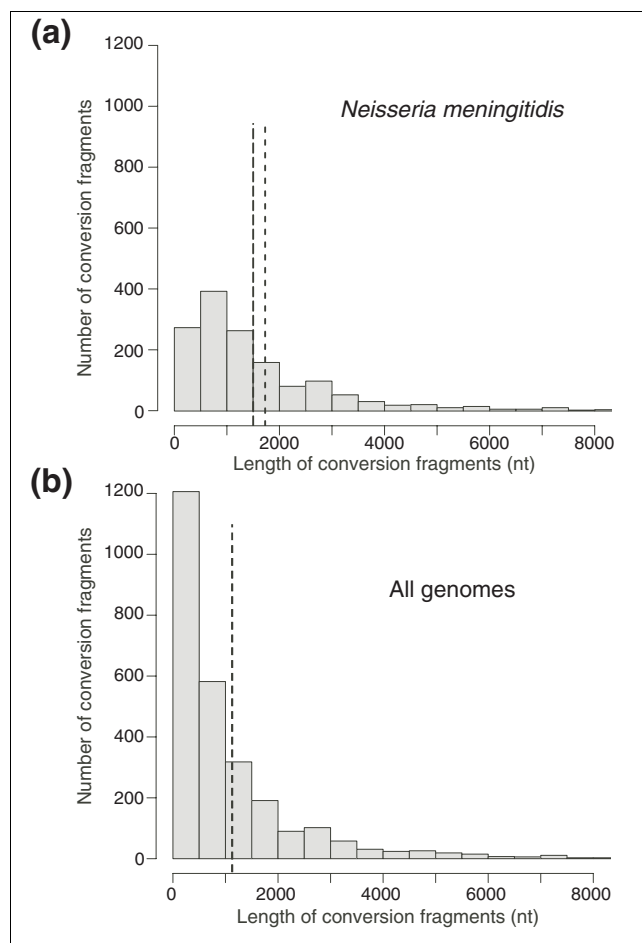 (a)
1200
1000
800
600
400
200
0
Number of conversion fragments
Neisseria meningitidis
0 2000 4000 6000 8000
Length of conversion fragments (nt)
(b)
1200
1000
800
600
400
200
0
Number of conversion fragments
All genomes
0 2000 4000 6000 8000
Length of conversion fragments (nt)